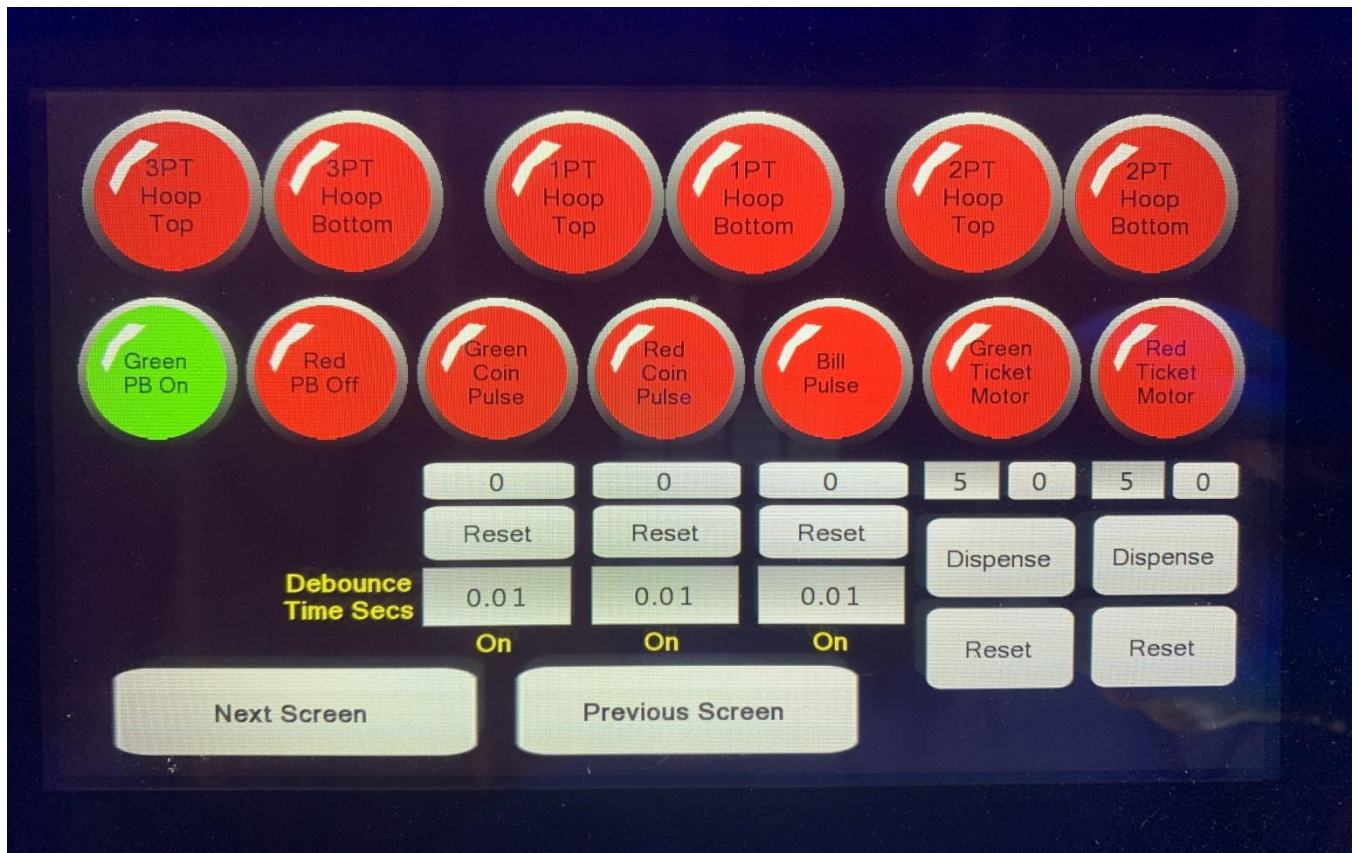 3PT
Hoop
Top
3PT
Hoop
Bottom
1PT
Hoop
Top
1PT
Hoop
Bottom
2PT
Hoop
Top
2PT
Hoop
Bottom
Green
PB On
Red
PB Off
Green
Coin
Pulse
Red
Coin
Pulse
Bill
Pulse
Green
Ticket
Motor
Red
Ticket
Motor
0
0
0
5
0
5
0
Reset
Reset
Reset
Dispense
Dispense
Debounce
Time Secs
0.01
0.01
0.01
On
On
On
Reset
Reset
Next Screen
Previous Screen